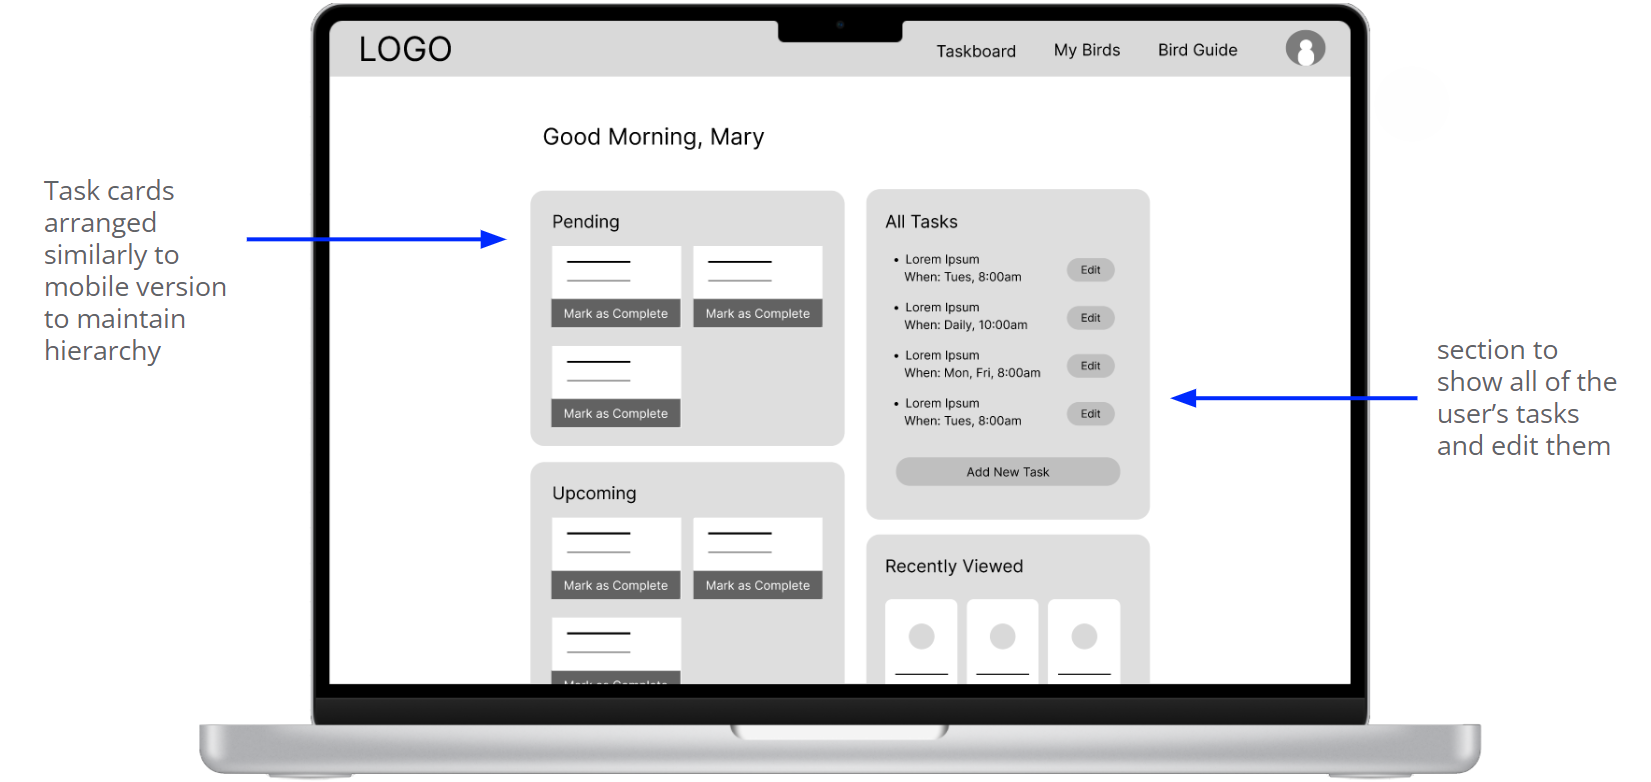 LOGO
Taskboard
My Birds
Bird Guide
Good Morning, Mary
Task cards
arranged
similarly to
mobile version
to maintain
hierarchy
Pending
Mark as Complete
Mark as Complete
Mark as Complete
Upcoming
Mark as Complete
Mark as Complete
Mark as Complete
All Tasks
• Lorem Ipsum
When: Tues, 8:00am
Edit
• Lorem Ipsum
When: Daily, 10:00am
Edit
• Lorem Ipsum
When: Mon, Fri, 8:00am
Edit
• Lorem Ipsum
When: Tues, 8:00am
Edit
Add New Task
Recently Viewed
section to
show all of the
user’s tasks
and edit them